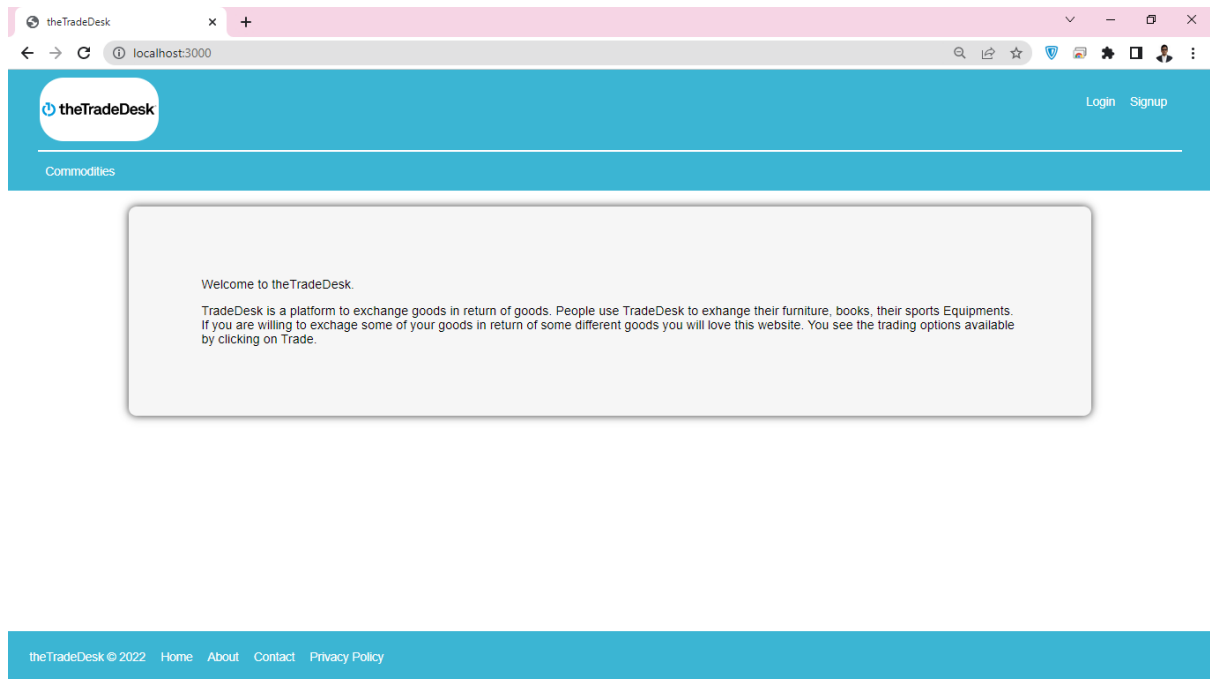 theTradeDesk
localhost:3000
theTradeDesk
Login Signup
Commodities
Welcome to theTradeDesk.
TradeDesk is a platform to exchange goods in return of goods. People use TradeDesk to exhange their furniture, books, their sports Equipments.
If you are willing to exchage some of your goods in return of some different goods you will love this website. You see the trading options available
by clicking on Trade.
theTradeDesk © 2022 Home About Contact Privacy Policy